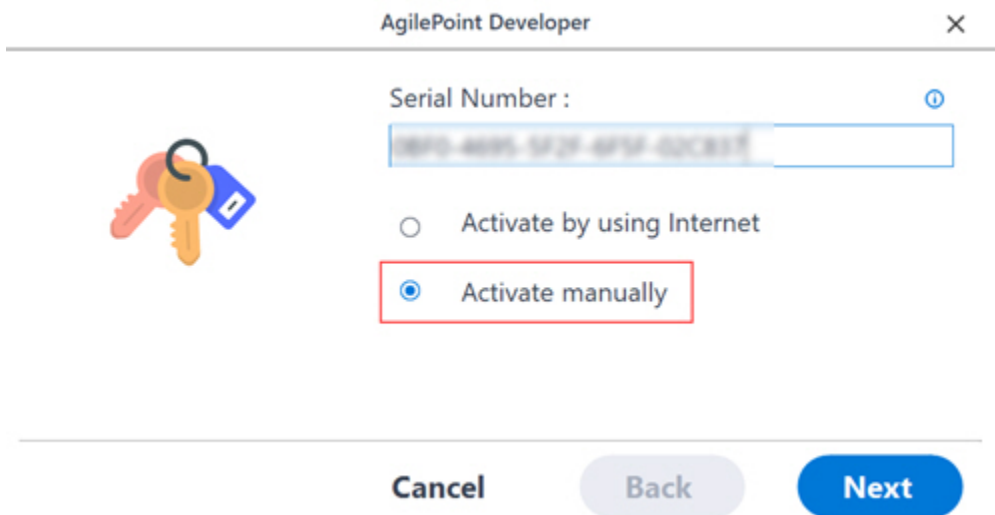 AgilePoint Developer
Serial Number :
Activate by using Internet
Activate manually
Cancel Back Next